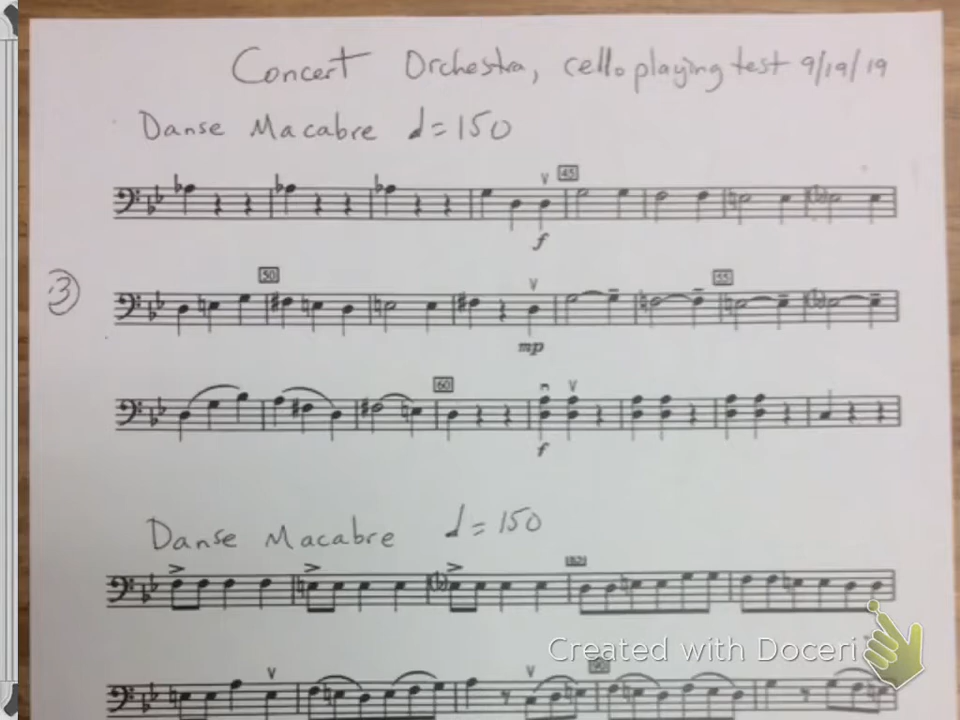 Concert Orchestra, cello playing test 9/19/19
Danse Macabre d=150
45
f
3
50
55
mp
60
f
Danse Macabre d=150
Created with Doceri
90